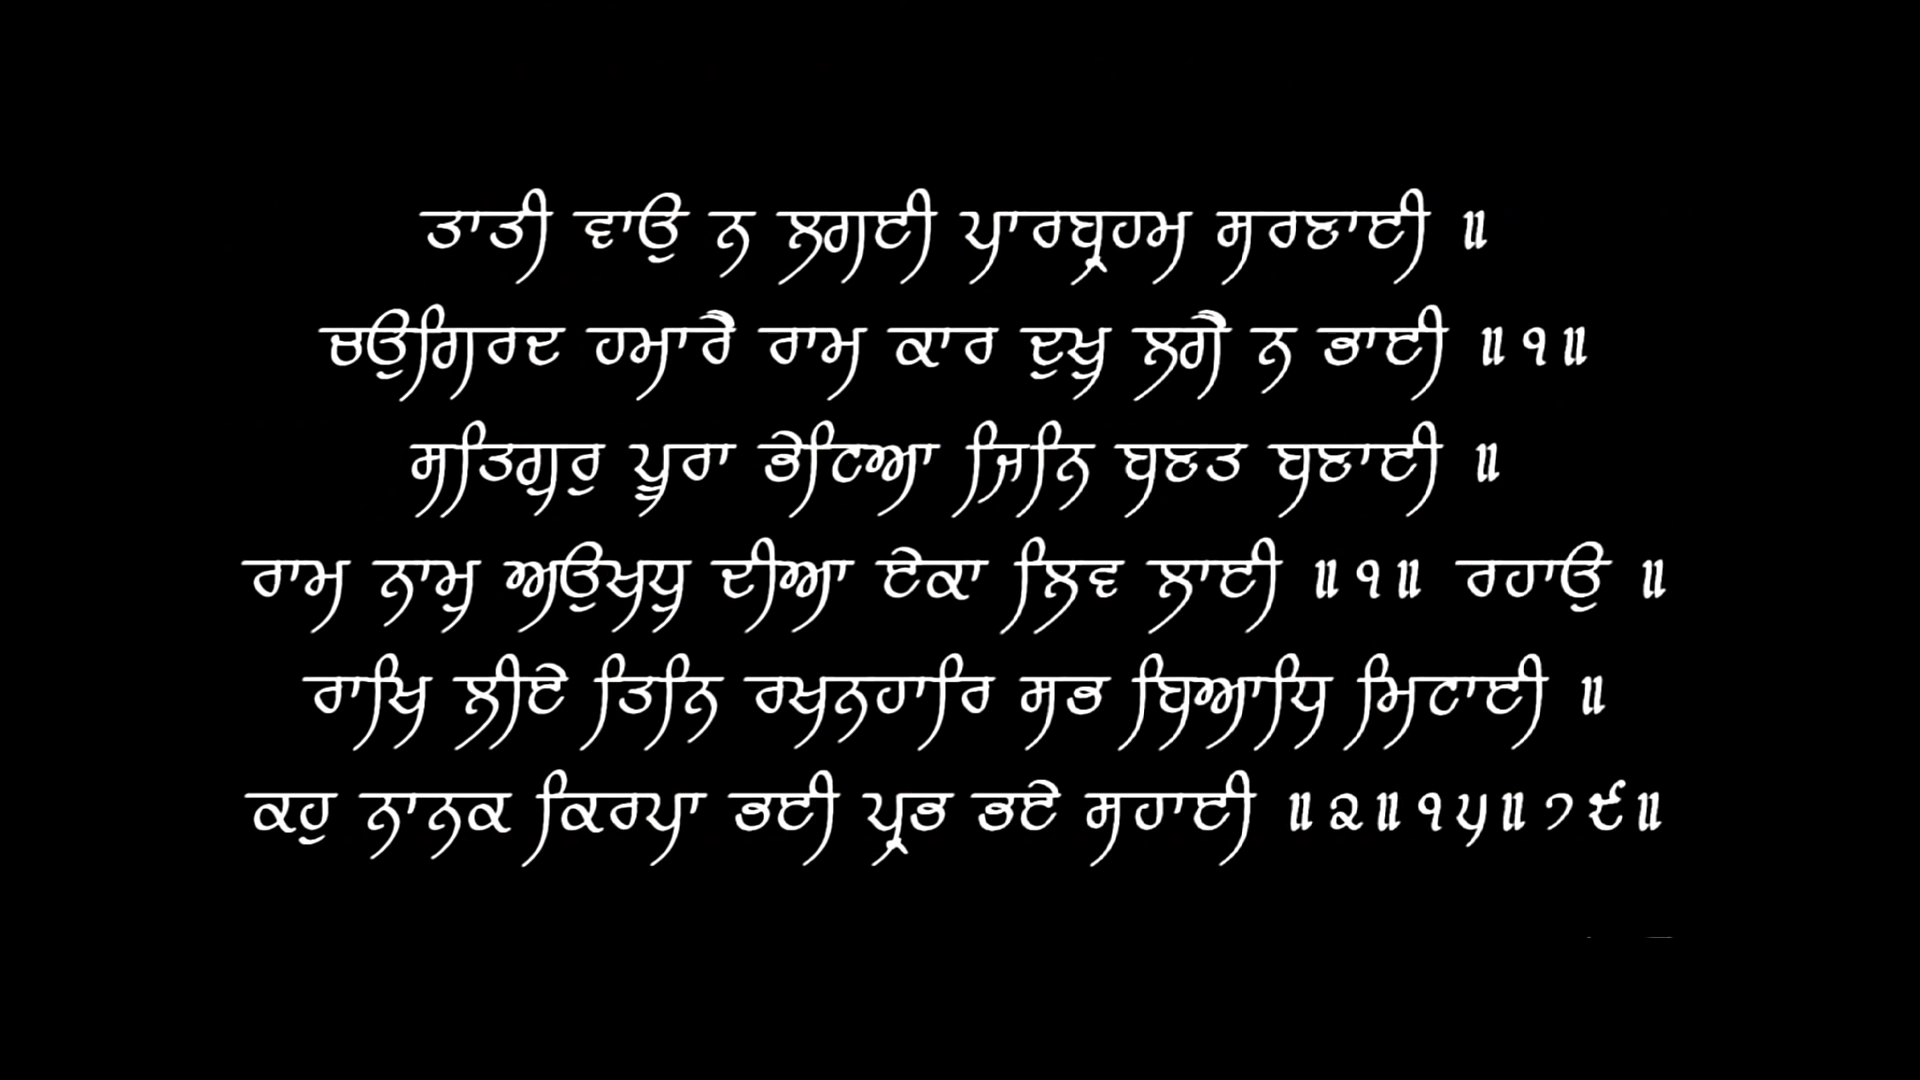 ਤਾਤੀ ਵਾਉ ਨ ਲਗਈ ਪਾਰਬ੍ਰਹਮ ਸਰਣਾਈ ॥
ਚਉਗਿਰਦ ਹਮਾਰੈ ਰਾਮ ਕਾਰ ਦੁਖੁ ਲਗੈ ਨ ਭਾਈ ॥੧॥
ਸਤਿਗੁਰੁ ਪੂਰਾ ਭੇਟਿਆ ਜਿਨਿ ਬਣਤ ਬਣਾਈ ॥
ਰਾਮ ਨਾਮੁ ਅਉਖਧੁ ਦੀਆ ਏਕਾ ਲਿਵ ਲਾਈ ॥੧॥ ਰਹਾਉ ॥
ਰਾਖਿ ਲੀਏ ਤਿਨਿ ਰਖਨਹਾਰਿ ਸਭ ਬਿਆਧਿ ਮਿਟਾਈ ॥
ਕਹੁ ਨਾਨਕ ਕਿਰਪਾ ਭਈ ਪ੍ਰਭ ਭਏ ਸਹਾਈ ॥੨॥੧੫॥੭੯॥